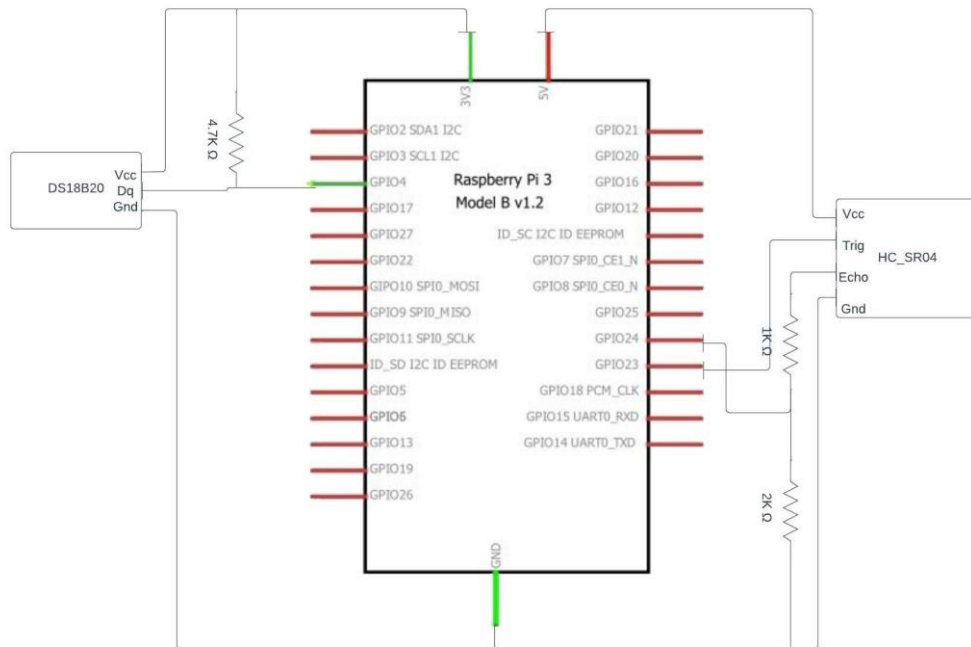 3V3
5V
4.7K Ω
DS18B20
Vcc
Dq
Gnd
Raspberry Pi 3
Model B v1.2
GPIO2 SDA1 I2C
GPIO3 SCL1 I2C
GPIO4
GPIO17
GPIO27
GPIO22
GIPO10 SPI0_MOSI
GPIO9 SPI0_MISO
GPIO11 SPI0_SCLK
ID_SD I2C ID EEPROM
GPIO5
GPIO6
GPIO13
GPIO19
GPIO26
GPIO21
GPIO20
GPIO16
GPIO12
ID_SC I2C ID EEPROM
GPIO7 SPI0_CE1_N
GPIO8 SPI0_CE0_N
GPIO25
GPIO24
GPIO23
GPIO18 PCM_CLK
GPIO15 UART0_RXD
GPIO14 UART0_TXD
GND
Vcc
Trig
Echo
Gnd
HC_SR04
1K Ω
2K Ω